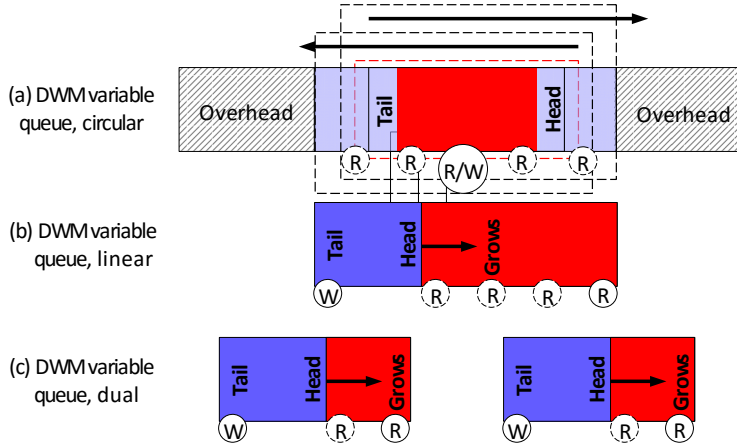 (a) DWM variable
queue, circular
Overhead
Tail
Head
Overhead
R
R
R/W
R
R
(b) DWM variable
queue, linear
Tail
Head
Grows
W
R
R
R
R
(c) DWM variable
queue, dual
Tail
Head
Grows
W
R
R
Tail
Head
Grows
W
R
R